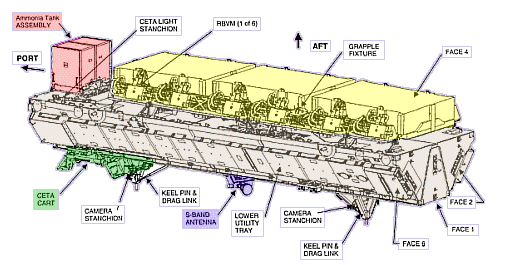 Ammonia Tank
ASSEMBLY
CETA LIGHT
STANCHION
RBVM (1 of 6)
AFT
GRAPPLE
FIXTURE
FACE 4
PORT
CETA
CART
CAMERA
STANCHION
KEEL PIN &
DRAG LINK
S-BAND
ANTENNA
LOWER
UTILITY
TRAY
CAMERA
STANCHION
KEEL PIN &
DRAG LINK
FACE 6
FACE 1
FACE 2